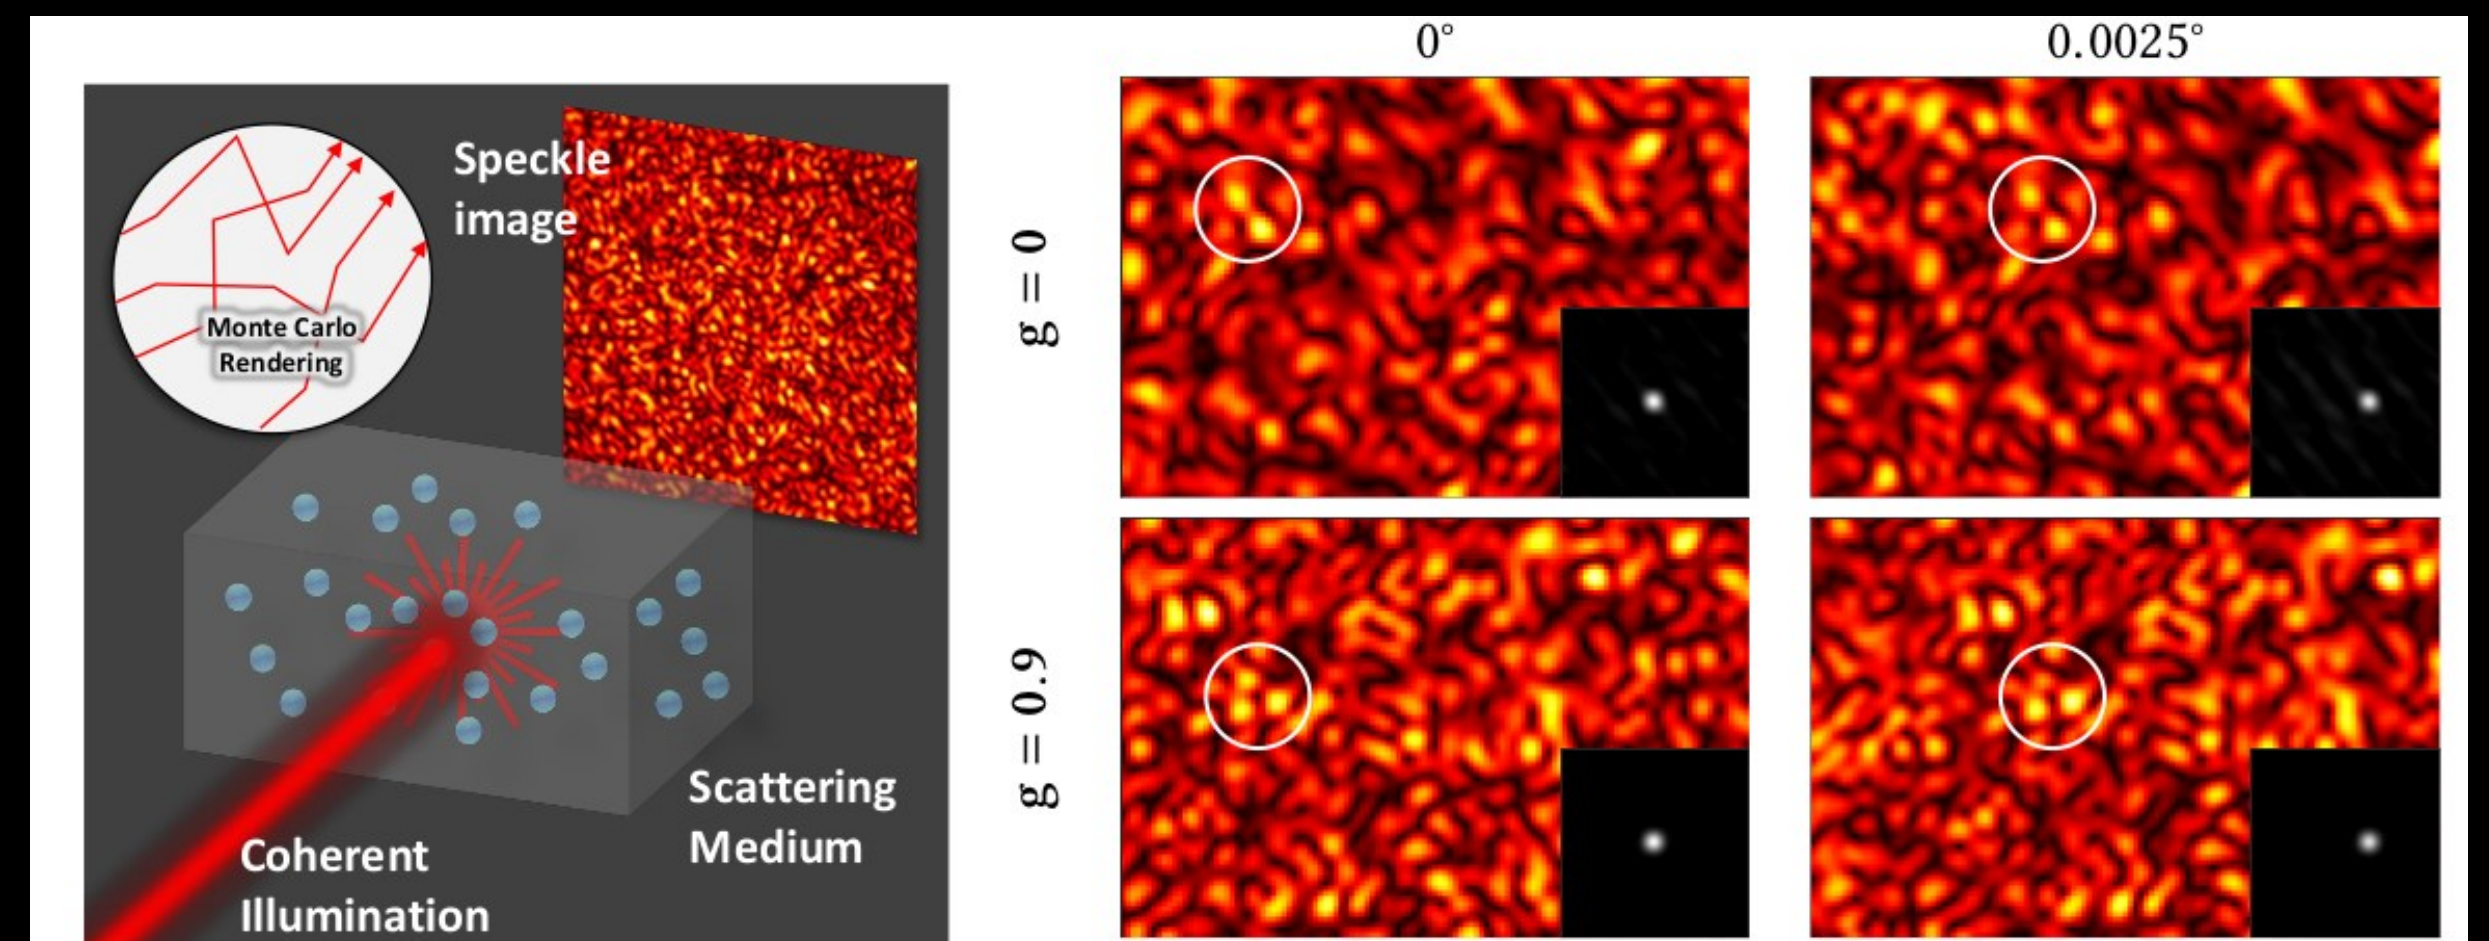 Speckle
image
Monte Carlo
Rendering
Scattering
Medium
Coherent
Illumination
0°
0.0025°
g = 0
g = 0.9